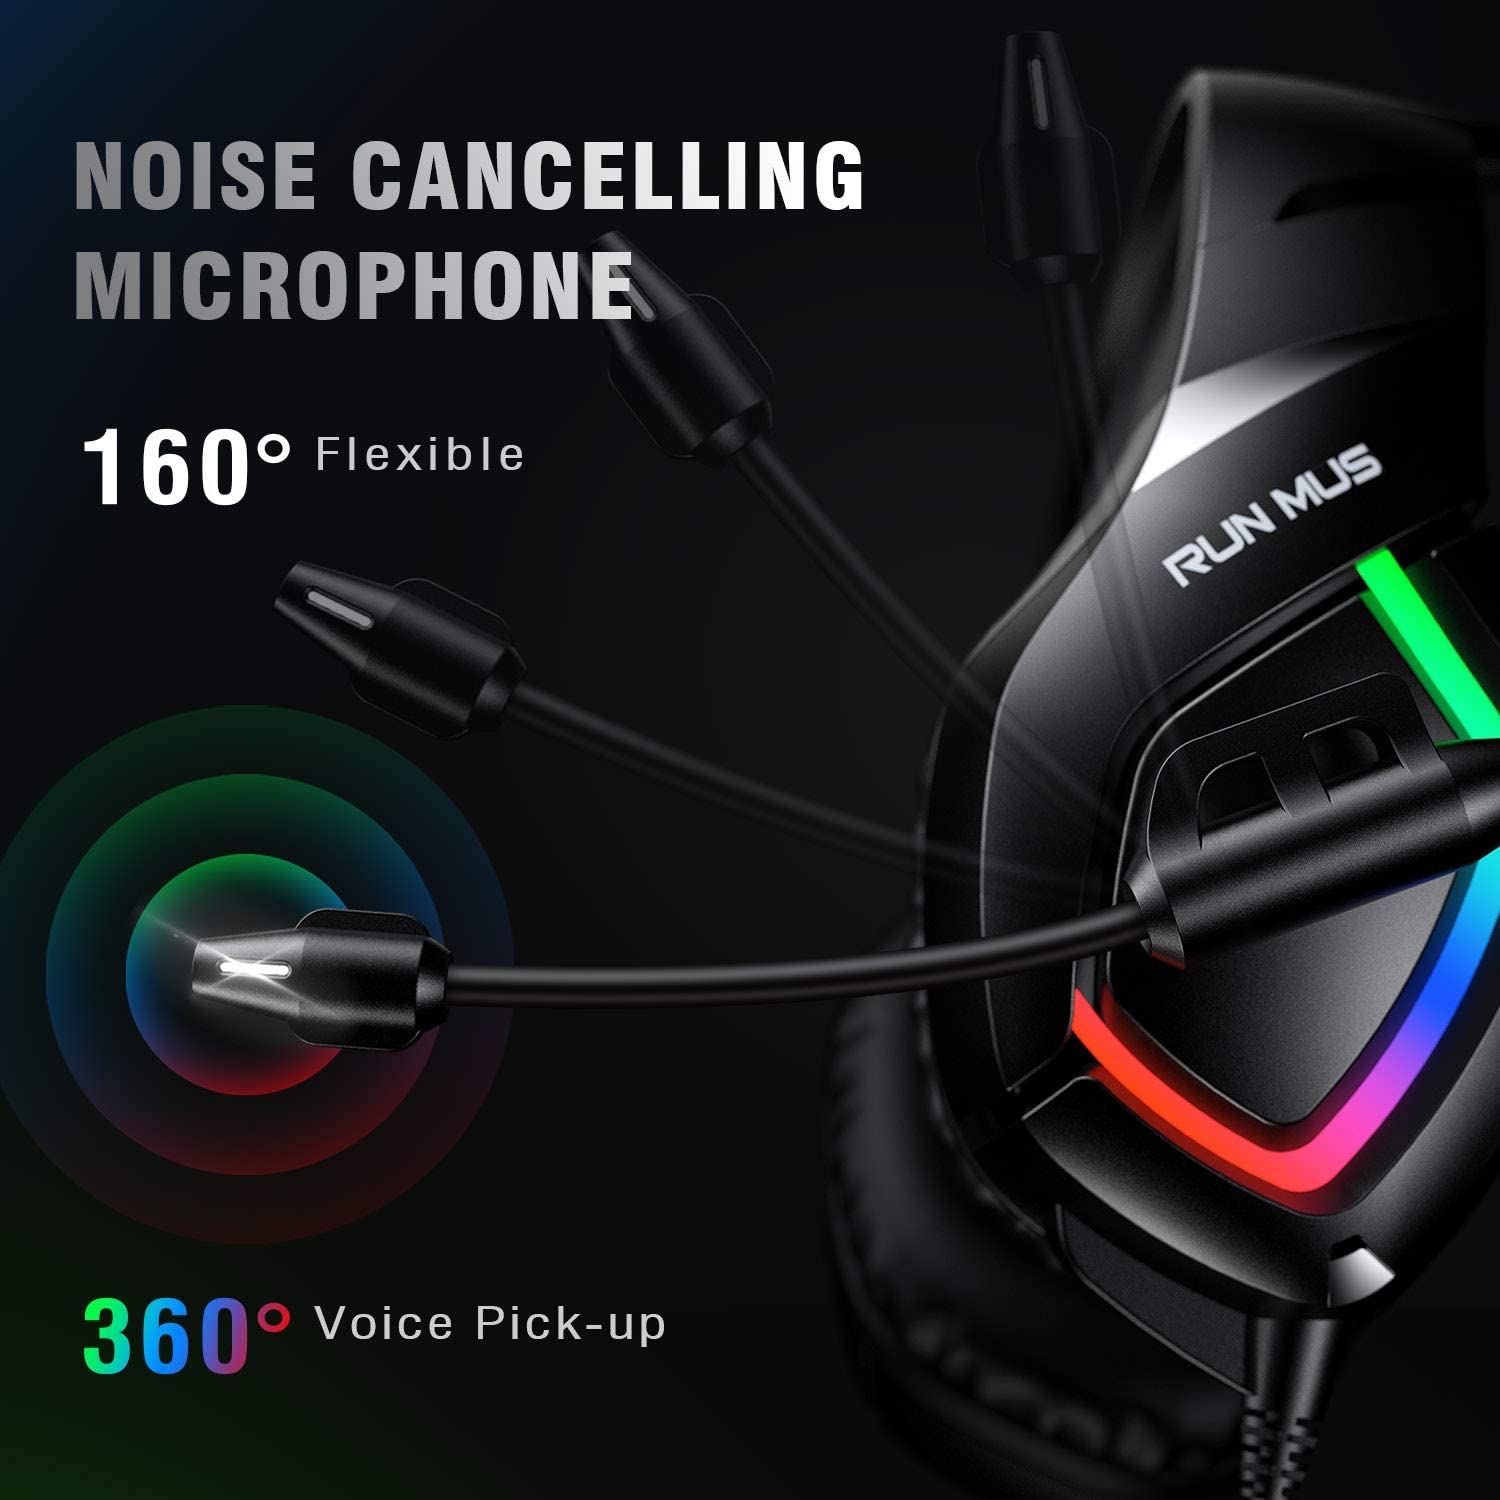 NOISE CANCELLING
MICROPHONE
160° Flexible
RUN MUS
360° Voice Pick-up